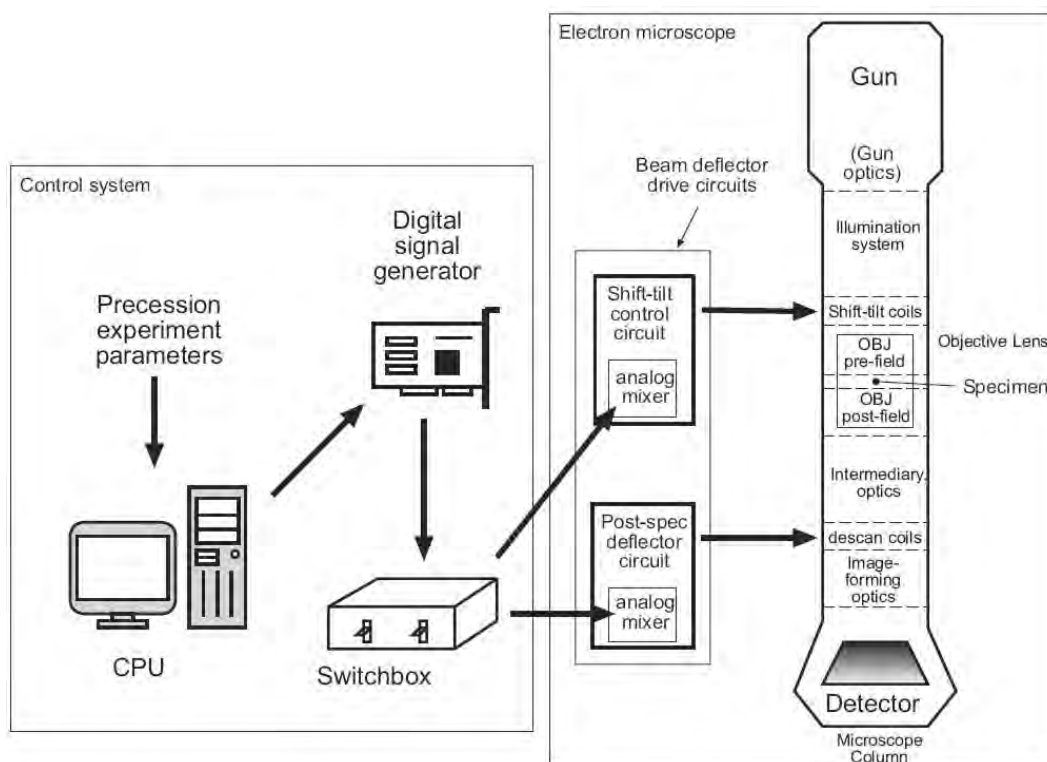 Control system
Precession
experiment
parameters
CPU
Digital
signal
generator
Switchbox
Electron microscope
Beam deflector
drive circuits
Shift-tilt
control
circuit
analog
mixer
Post-spec
deflector
circuit
analog
mixer
Gun
(Gun
optics)
Illumination
system
Shift-tilt coils
OBJ
pre-field
Objective Lens
Specimen
OBJ
post-field
Intermediary
optics
descan coils
Image-
forming
optics
Detector
Microscope
Column